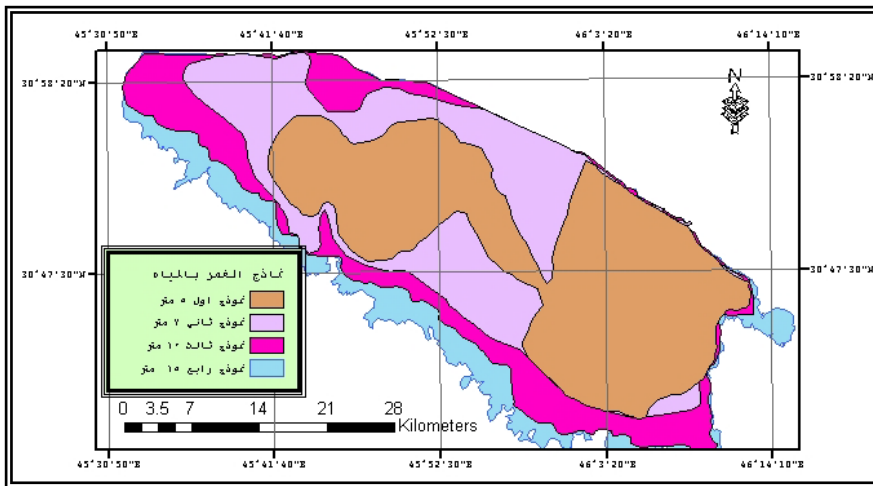 45°30'50"B 45°41'40"B 45°52'30"B 46°3'20"B 46°14'10"B
30°58'20"M 30°58'20"M
N
30°47'30"M 30°47'30"M
نماذج الغمر بالمياه
نموذج اول ٥ متر
نموذج ثاني ٧ متر
نموذج ثالث ١٠ متر
نموذج رابع ١٥ متر
0 3.5 7 14 21 28
Kilometers
45°30'50"B 45°41'40"B 45°52'30"B 46°3'20"B 46°14'10"B